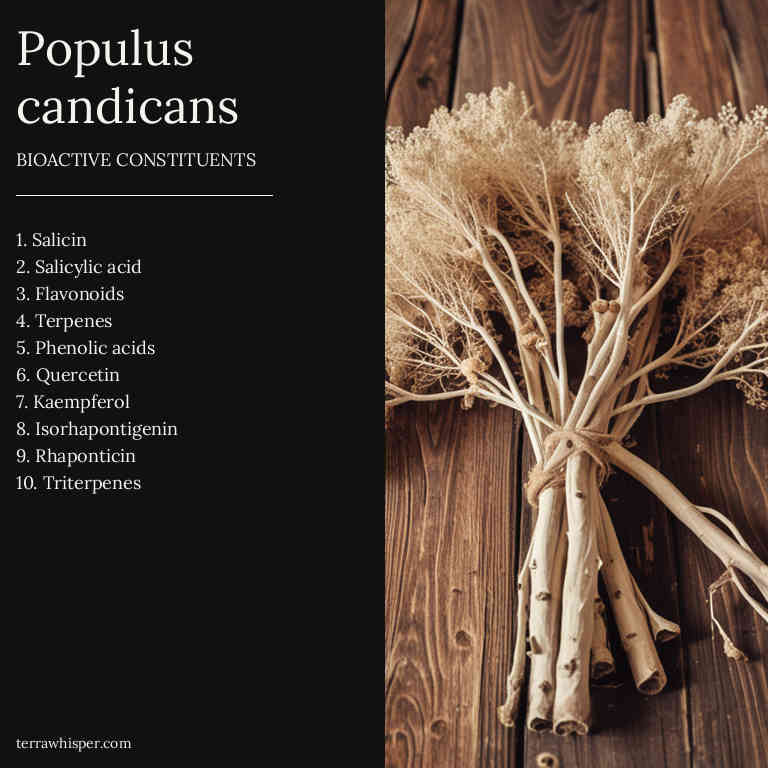 Populus
candicans
BIOACTIVE CONSTITUENTS
1. Salicin
2. Salicylic acid
3. Flavonoids
4. Terpenes
5. Phenolic acids
6. Quercetin
7. Kaempferol
8. Isorhapontigenin
9. Rhaponticin
10. Triterpenes
terrawhisper.com